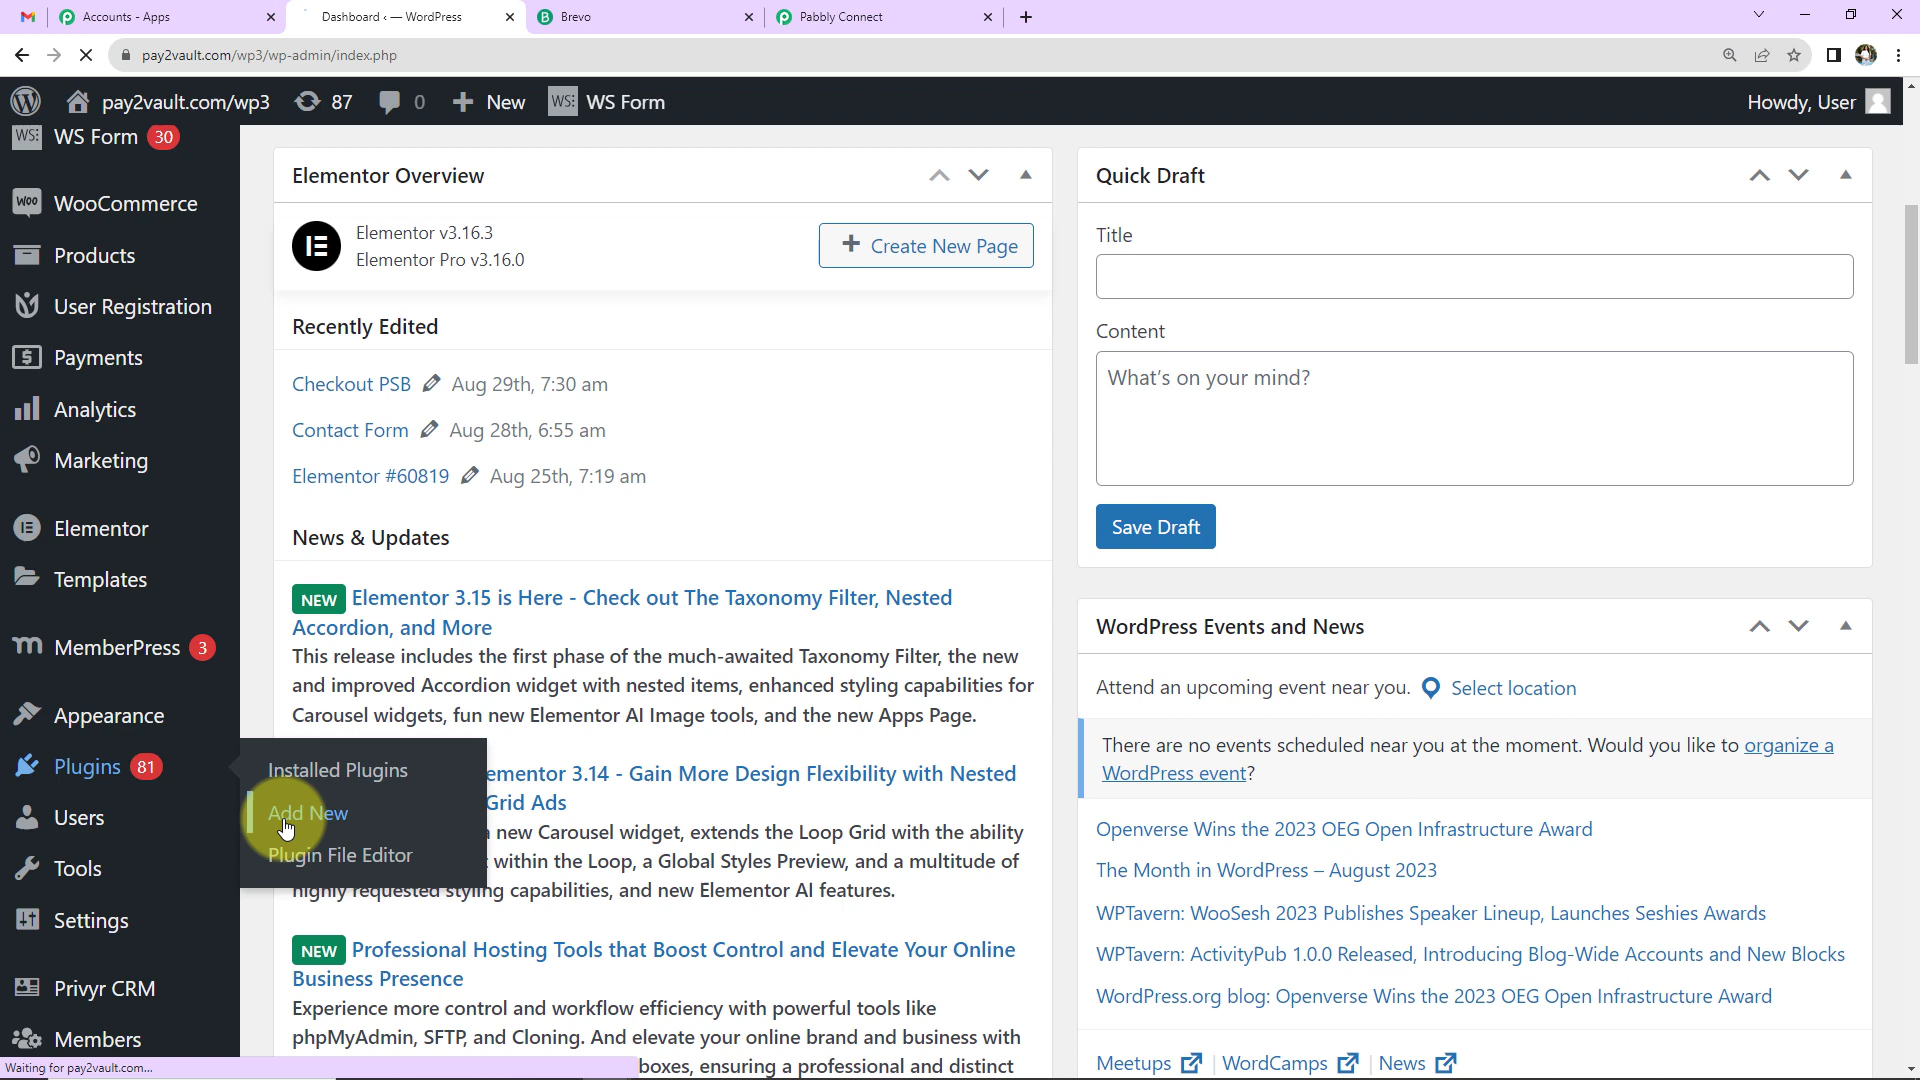 Accounts - Apps
Dashboard ‹ — WordPress
Brevo
Pabbly Connect
pay2vault.com/wp3/wp-admin/index.php
pay2vault.com/wp3
87
0
New
WS Form
Howdy, User
WS Form 30
WooCommerce
Products
User Registration
Payments
Analytics
Marketing
Elementor
Templates
MemberPress 3
Appearance
Plugins 81
Users
Tools
Settings
Privyr CRM
Members
Installed Plugins
Add New
Plugin File Editor
Elementor Overview
Elementor v3.16.3
Elementor Pro v3.16.0
Create New Page
Recently Edited
Checkout PSB Aug 29th, 7:30 am
Contact Form Aug 28th, 6:55 am
Elementor #60819 Aug 25th, 7:19 am
News & Updates
NEW Elementor 3.15 is Here - Check out The Taxonomy Filter, Nested
Accordion, and More
This release includes the first phase of the much-awaited Taxonomy Filter, the new
and improved Accordion widget with nested items, enhanced styling capabilities for
Carousel widgets, fun new Elementor AI Image tools, and the new Apps Page.
ementor 3.14 - Gain More Design Flexibility with Nested
Grid Ads
new Carousel widget, extends the Loop Grid with the ability
within the Loop, a Global Styles Preview, and a multitude of
highly requested styling capabilities, and new Elementor AI features.
NEW Professional Hosting Tools that Boost Control and Elevate Your Online
Business Presence
Experience more control and workflow efficiency with powerful tools like
phpMyAdmin, SFTP, and Cloning. And elevate your online brand and business with
boxes, ensuring a professional and distinct
Quick Draft
Title
Content
What's on your mind?
Save Draft
WordPress Events and News
Attend an upcoming event near you. Select location
There are no events scheduled near you at the moment. Would you like to organize a
WordPress event?
Openverse Wins the 2023 OEG Open Infrastructure Award
The Month in WordPress – August 2023
WPTavern: WooSesh 2023 Publishes Speaker Lineup, Launches Seshies Awards
WPTavern: ActivityPub 1.0.0 Released, Introducing Blog-Wide Accounts and New Blocks
WordPress.org blog: Openverse Wins the 2023 OEG Open Infrastructure Award
Meetups | WordCamps | News
Waiting for pay2vault.com...